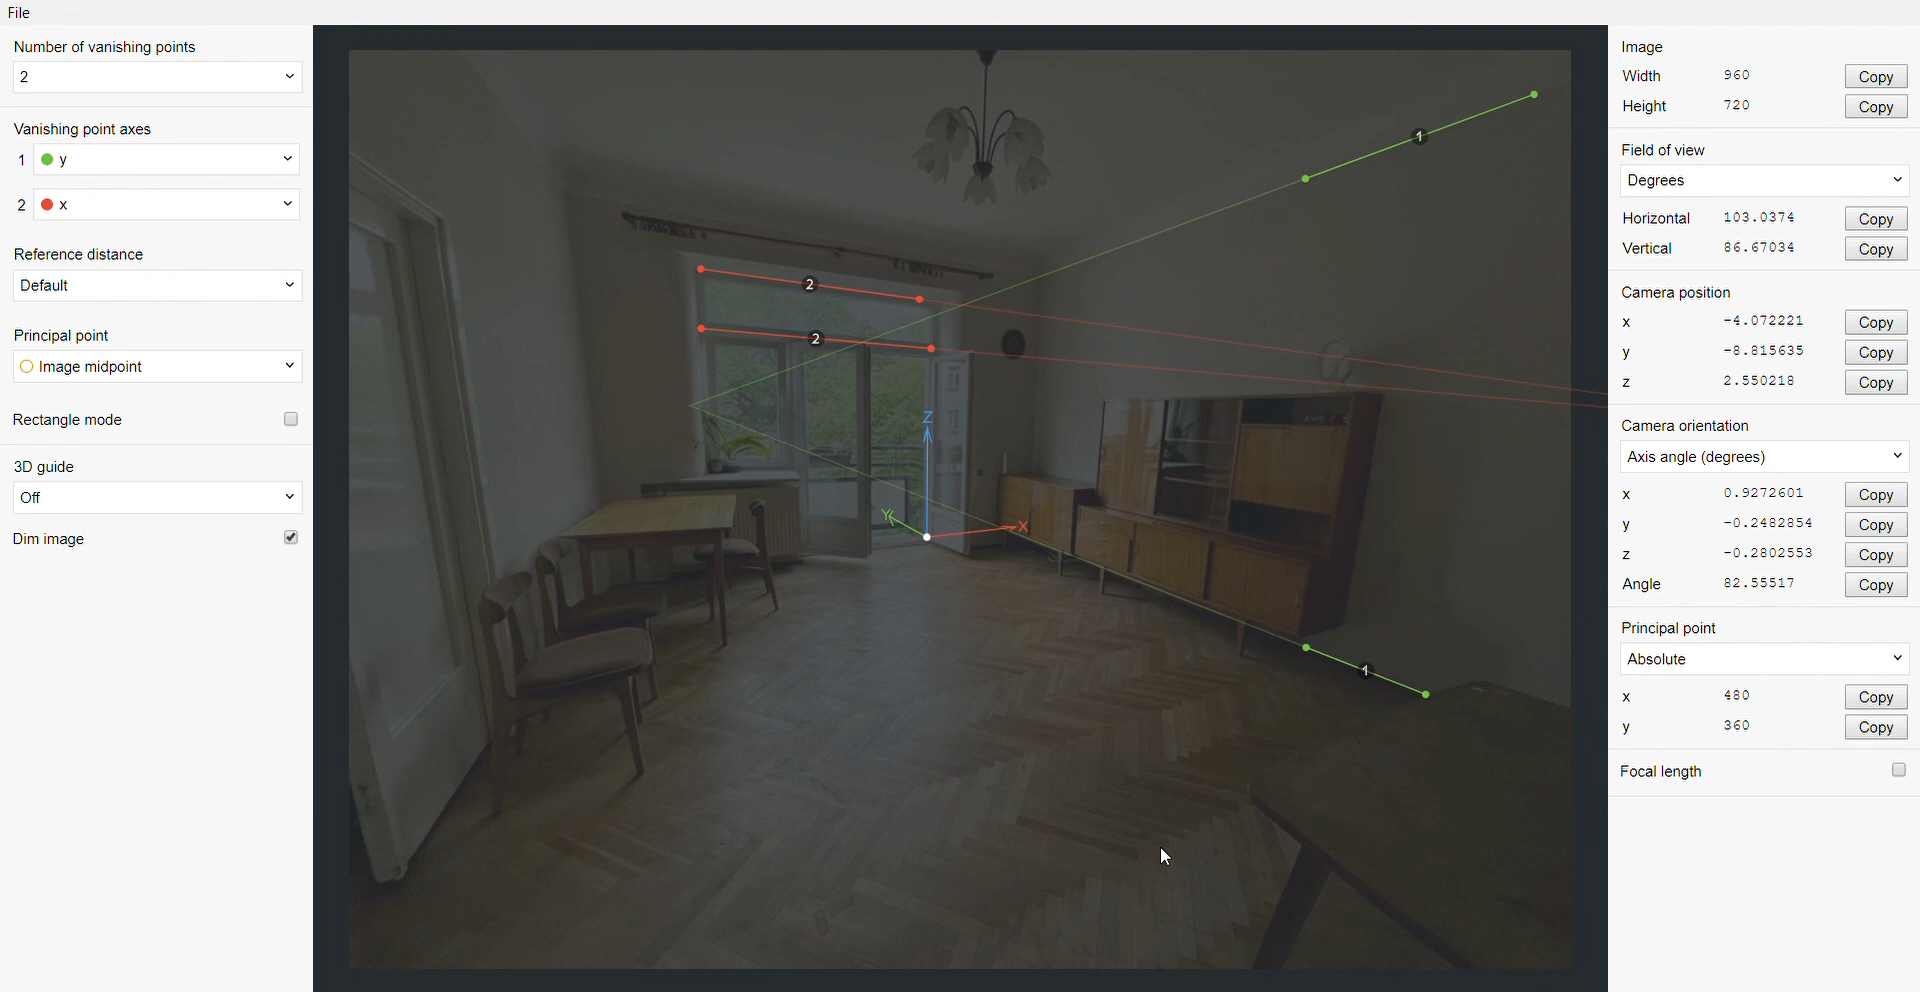 File
Number of vanishing points
2
Vanishing point axes
1 y
2 x
Reference distance
Default
Principal point
Image midpoint
Rectangle mode
3D guide
Off
Dim image
1
2
2
1
Z
Y
X
Image
Width 960 Copy
Height 720 Copy
Field of view
Degrees
Horizontal 103.0374 Copy
Vertical 86.67034 Copy
Camera position
x -4.072221 Copy
y -8.815635 Copy
z 2.550218 Copy
Camera orientation
Axis angle (degrees)
x 0.9272601 Copy
y -0.2482854 Copy
z -0.2802553 Copy
Angle 82.55517 Copy
Principal point
Absolute
x 480 Copy
y 360 Copy
Focal length